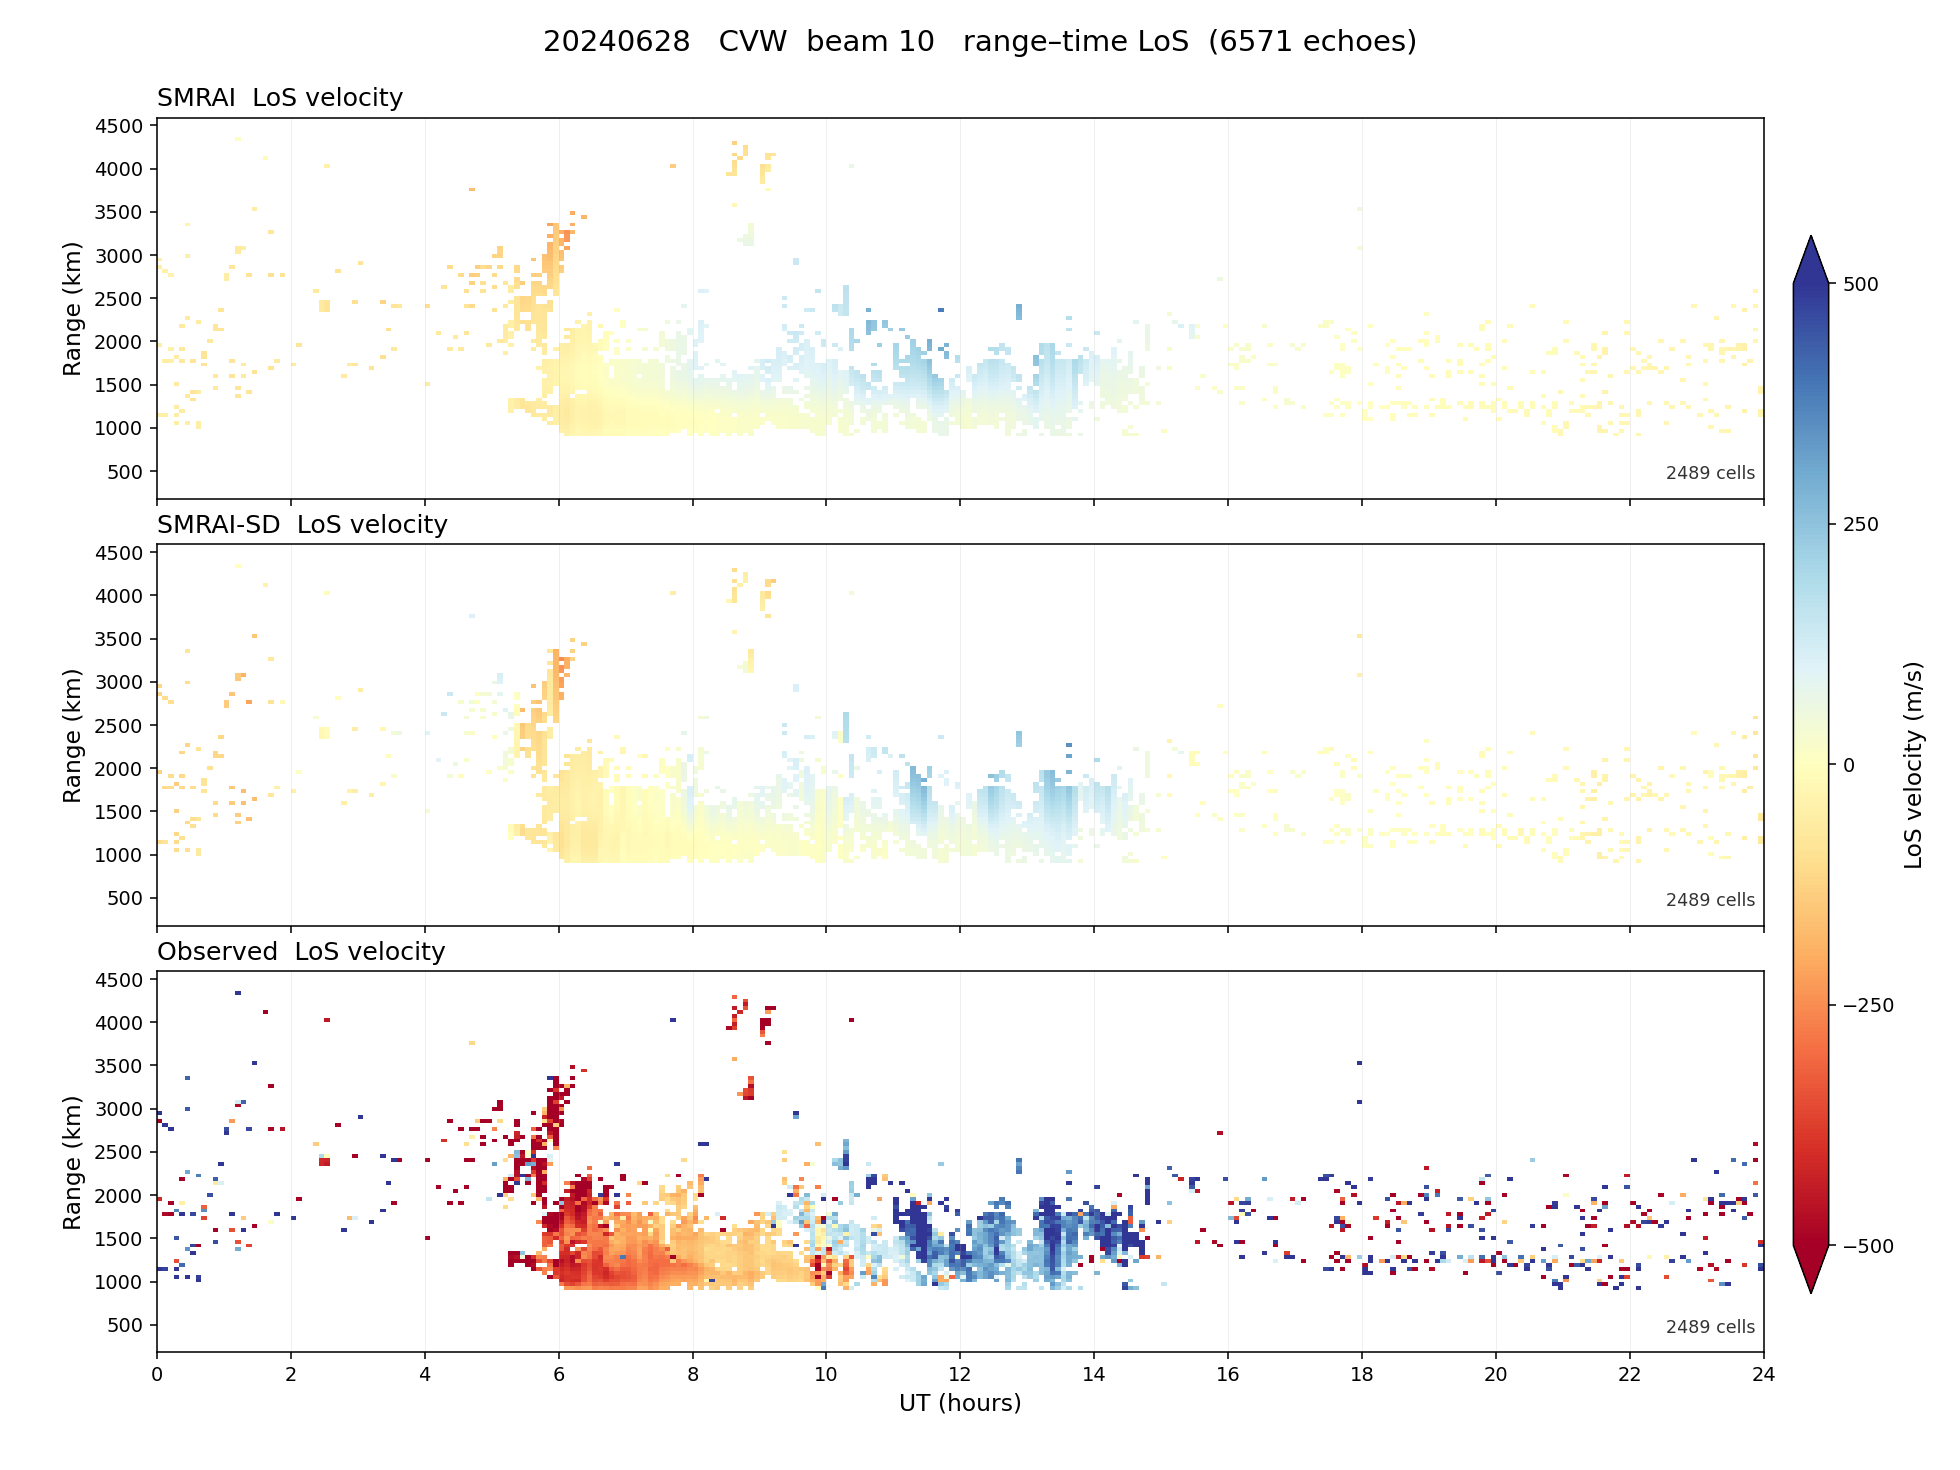 20240628   CVW  beam 10   range–time LoS  (6571 echoes)
SMRAI  LoS velocity
4500
4000
3500
3000
2500
2000
1500
1000
500
Range (km)
2489 cells
SMRAI-SD  LoS velocity
4500
4000
3500
3000
2500
2000
1500
1000
500
Range (km)
2489 cells
Observed  LoS velocity
4500
4000
3500
3000
2500
2000
1500
1000
500
Range (km)
2489 cells
0 2 4 6 8 10 12 14 16 18 20 22 24
UT (hours)
500
250
0
−250
−500
LoS velocity (m/s)